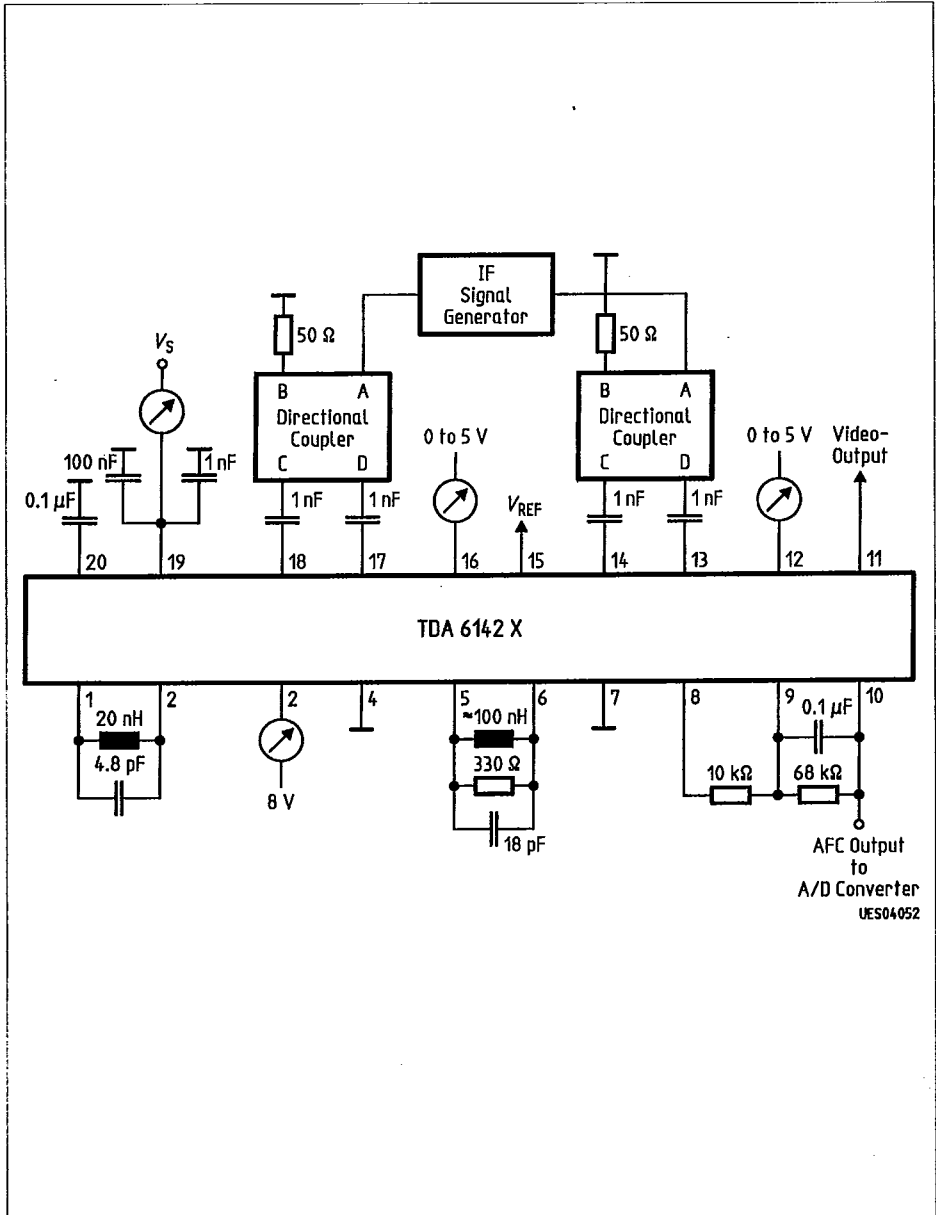 IF
Signal
Generator
50 Ω
50 Ω
V_S
B A
Directional
Coupler
C D
B A
Directional
Coupler
C D
0 to 5 V
0 to 5 V
Video-
Output
100 nF
1 nF
0.1 µF
1 nF
1 nF
V_REF
1 nF
1 nF
20 19 18 17 16 15 14 13 12 11
TDA 6142 X
1 2 2 4 5 6 7 8 9 10
20 nH
4.8 pF
8 V
≈100 nH
330 Ω
18 pF
0.1 µF
10 kΩ
68 kΩ
AFC Output
to
A/D Converter
UES04052